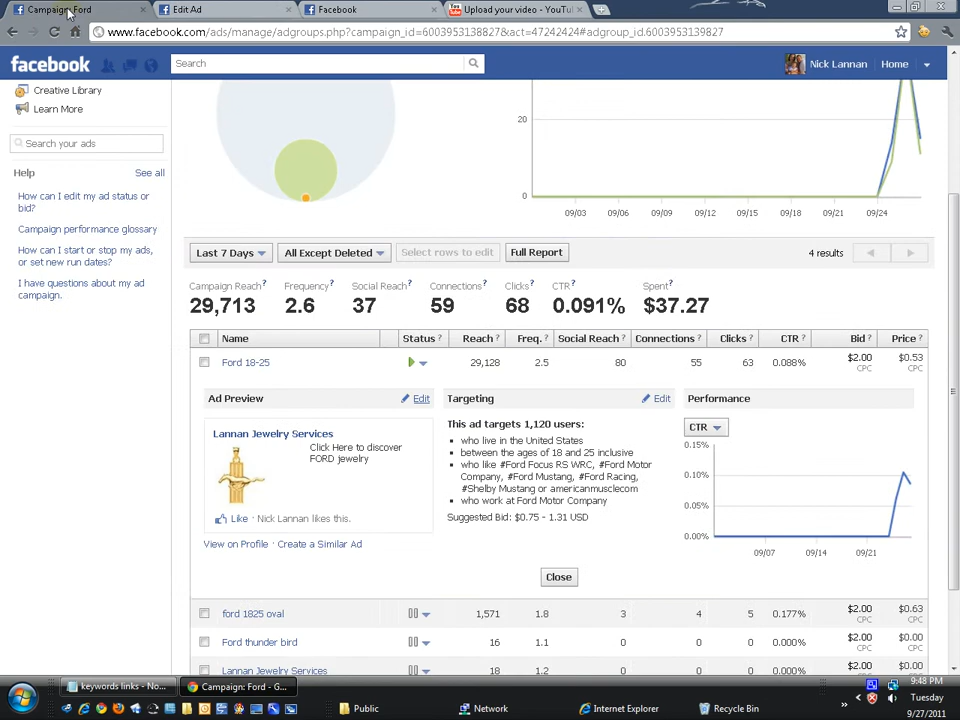 Campaign: Ford
Edit Ad
Facebook
Upload your video - YouTu
www.facebook.com/ads/manage/adgroups.php?campaign_id=6003953138827&act=47242424#adgroup_id.6003953139827
facebook
Search
Nick Lannan
Home
Creative Library
Learn More
Search your ads
Help
See all
How can I edit my ad status or
bid?
Campaign performance glossary
How can I start or stop my ads,
or set new run dates?
I have questions about my ad
campaign.
20
0
09/03 09/06 09/09 09/12 09/15 09/18 09/21 09/24
Last 7 Days
All Except Deleted
Select rows to edit
Full Report
4 results
Campaign Reach? Frequency? Social Reach? Connections? Clicks? CTR? Spent?
29,713 2.6 37 59 68 0.091% $37.27
Name Status? Reach? Freq.? Social Reach? Connections? Clicks? CTR? Bid? Price?
Ford 18-25 29,128 2.5 80 55 63 0.088% $2.00 $0.53
CPC CPC
Ad Preview
Edit
Targeting
Edit
Performance
Lannan Jewelry Services
Click Here to discover
FORD jewelry
Like · Nick Lannan likes this.
View on Profile · Create a Similar Ad
This ad targets 1,120 users:
who live in the United States
between the ages of 18 and 25 inclusive
who like #Ford Focus RS WRC, #Ford Motor
Company, #Ford Mustang, #Ford Racing,
#Shelby Mustang or americanmusclecom
who work at Ford Motor Company
Suggested Bid: $0.75 - 1.31 USD
CTR
0.15%
0.10%
0.05%
0.00%
09/07 09/14 09/21
Close
ford 1825 oval 1,571 1.8 3 4 5 0.177% $2.00 $0.63
CPC CPC
Ford thunder bird 16 1.1 0 0 0 0.000% $2.00 $0.00
CPC CPC
Lannan Jewelry Services 18 1.2 0 0 0 0.000% $2.00 $0.00
keywords links - No...
Campaign: Ford - G...
9:48 PM
Tuesday
9/27/2011
Public
Network
Internet Explorer
Recycle Bin